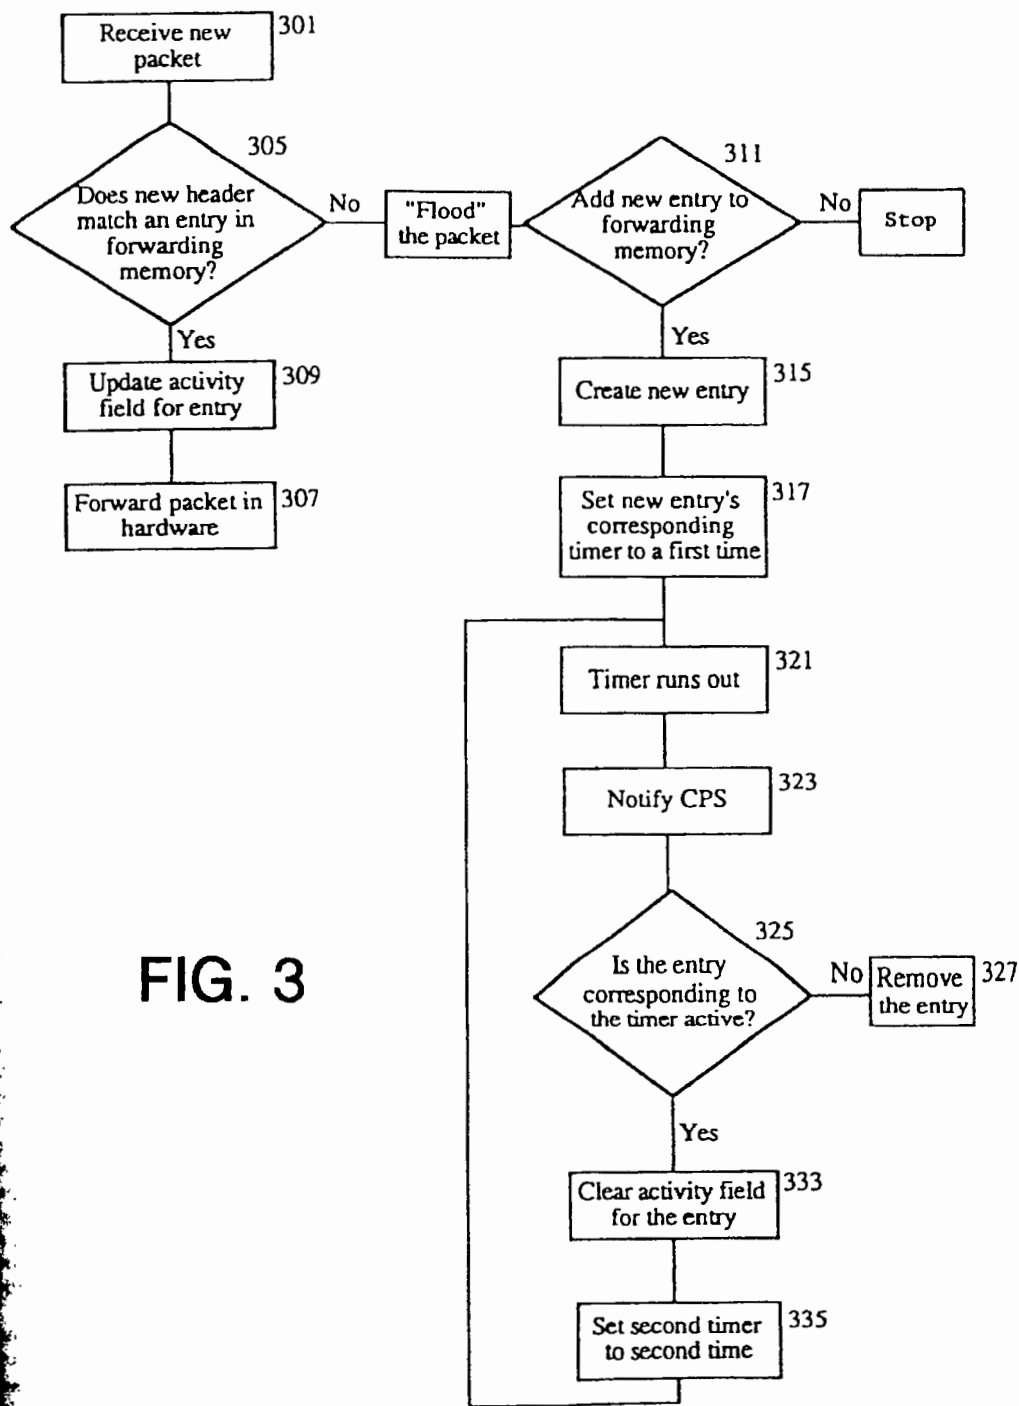 Receive new
packet
301
305
Does new header
match an entry in
forwarding
memory?
No
"Flood"
the packet
311
Add new entry to
forwarding
memory?
No
Stop
Yes
Update activity
field for entry
309
Forward packet in
hardware
307
Yes
Create new entry
315
Set new entry's
corresponding
timer to a first time
317
Timer runs out
321
Notify CPS
323
325
Is the entry
corresponding to
the timer active?
No
Remove
the entry
327
Yes
Clear activity field
for the entry
333
Set second timer
to second time
335
FIG. 3